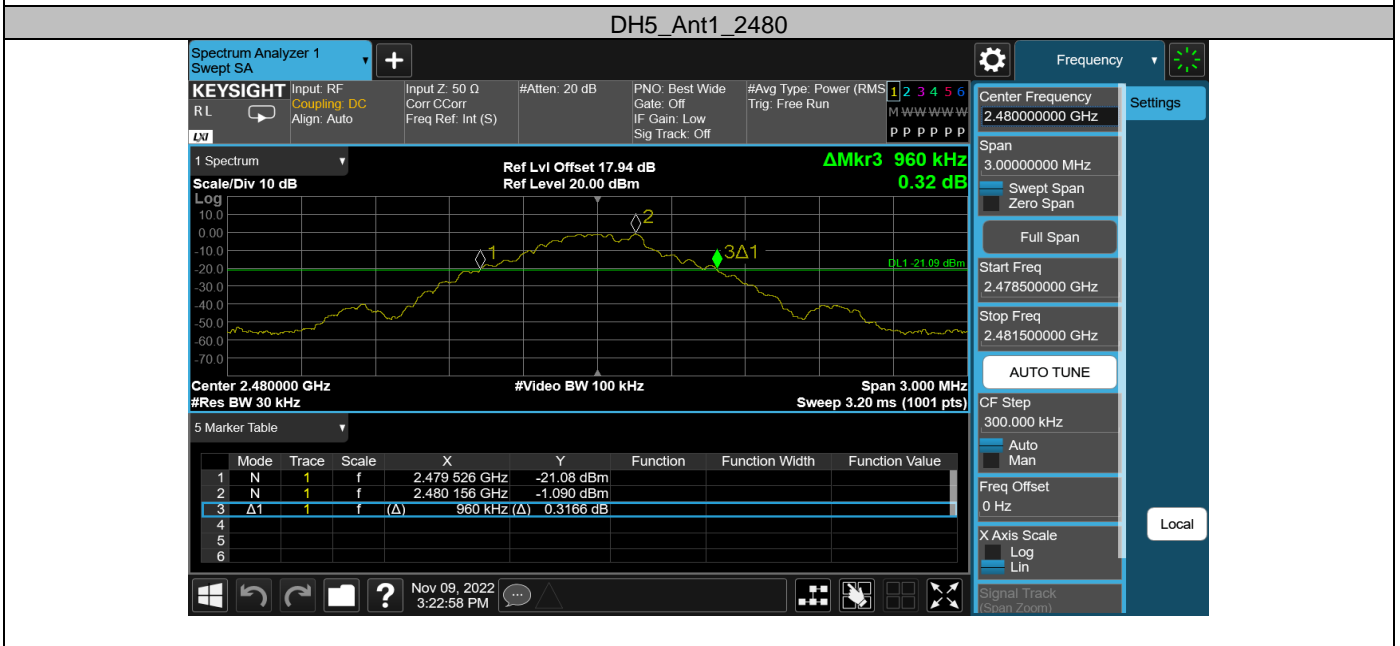 DH5_Ant1_2480
Spectrum Analyzer 1
Swept SA
Frequency
KEYSIGHT
RL
LXI
Input: RF
Coupling: DC
Align: Auto
Input Z: 50 Ω
Corr CCorr
Freq Ref: Int (S)
#Atten: 20 dB
PNO: Best Wide
Gate: Off
IF Gain: Low
Sig Track: Off
#Avg Type: Power (RMS
Trig: Free Run
1 2 3 4 5 6
M W W W W W
P P P P P P
1 Spectrum
Scale/Div 10 dB
Ref Lvl Offset 17.94 dB
Ref Level 20.00 dBm
ΔMkr3 960 kHz
0.32 dB
Log
10.0
0.00
-10.0
-20.0
-30.0
-40.0
-50.0
-60.0
-70.0
1
2
3Δ1
DL1 -21.09 dBm
Center 2.480000 GHz
#Video BW 100 kHz
Span 3.000 MHz
#Res BW 30 kHz
Sweep 3.20 ms (1001 pts)
5 Marker Table
Mode Trace Scale X Y Function Function Width Function Value
1 N 1 f 2.479 526 GHz -21.08 dBm
2 N 1 f 2.480 156 GHz -1.090 dBm
3 Δ1 1 f (Δ) 960 kHz (Δ) 0.3166 dB
4
5
6
Nov 09, 2022
3:22:58 PM
Center Frequency
2.480000000 GHz
Settings
Span
3.00000000 MHz
Swept Span
Zero Span
Full Span
Start Freq
2.478500000 GHz
Stop Freq
2.481500000 GHz
AUTO TUNE
CF Step
300.000 kHz
Auto
Man
Freq Offset
0 Hz
X Axis Scale
Log
Lin
Local
Signal Track
(Span Zoom)